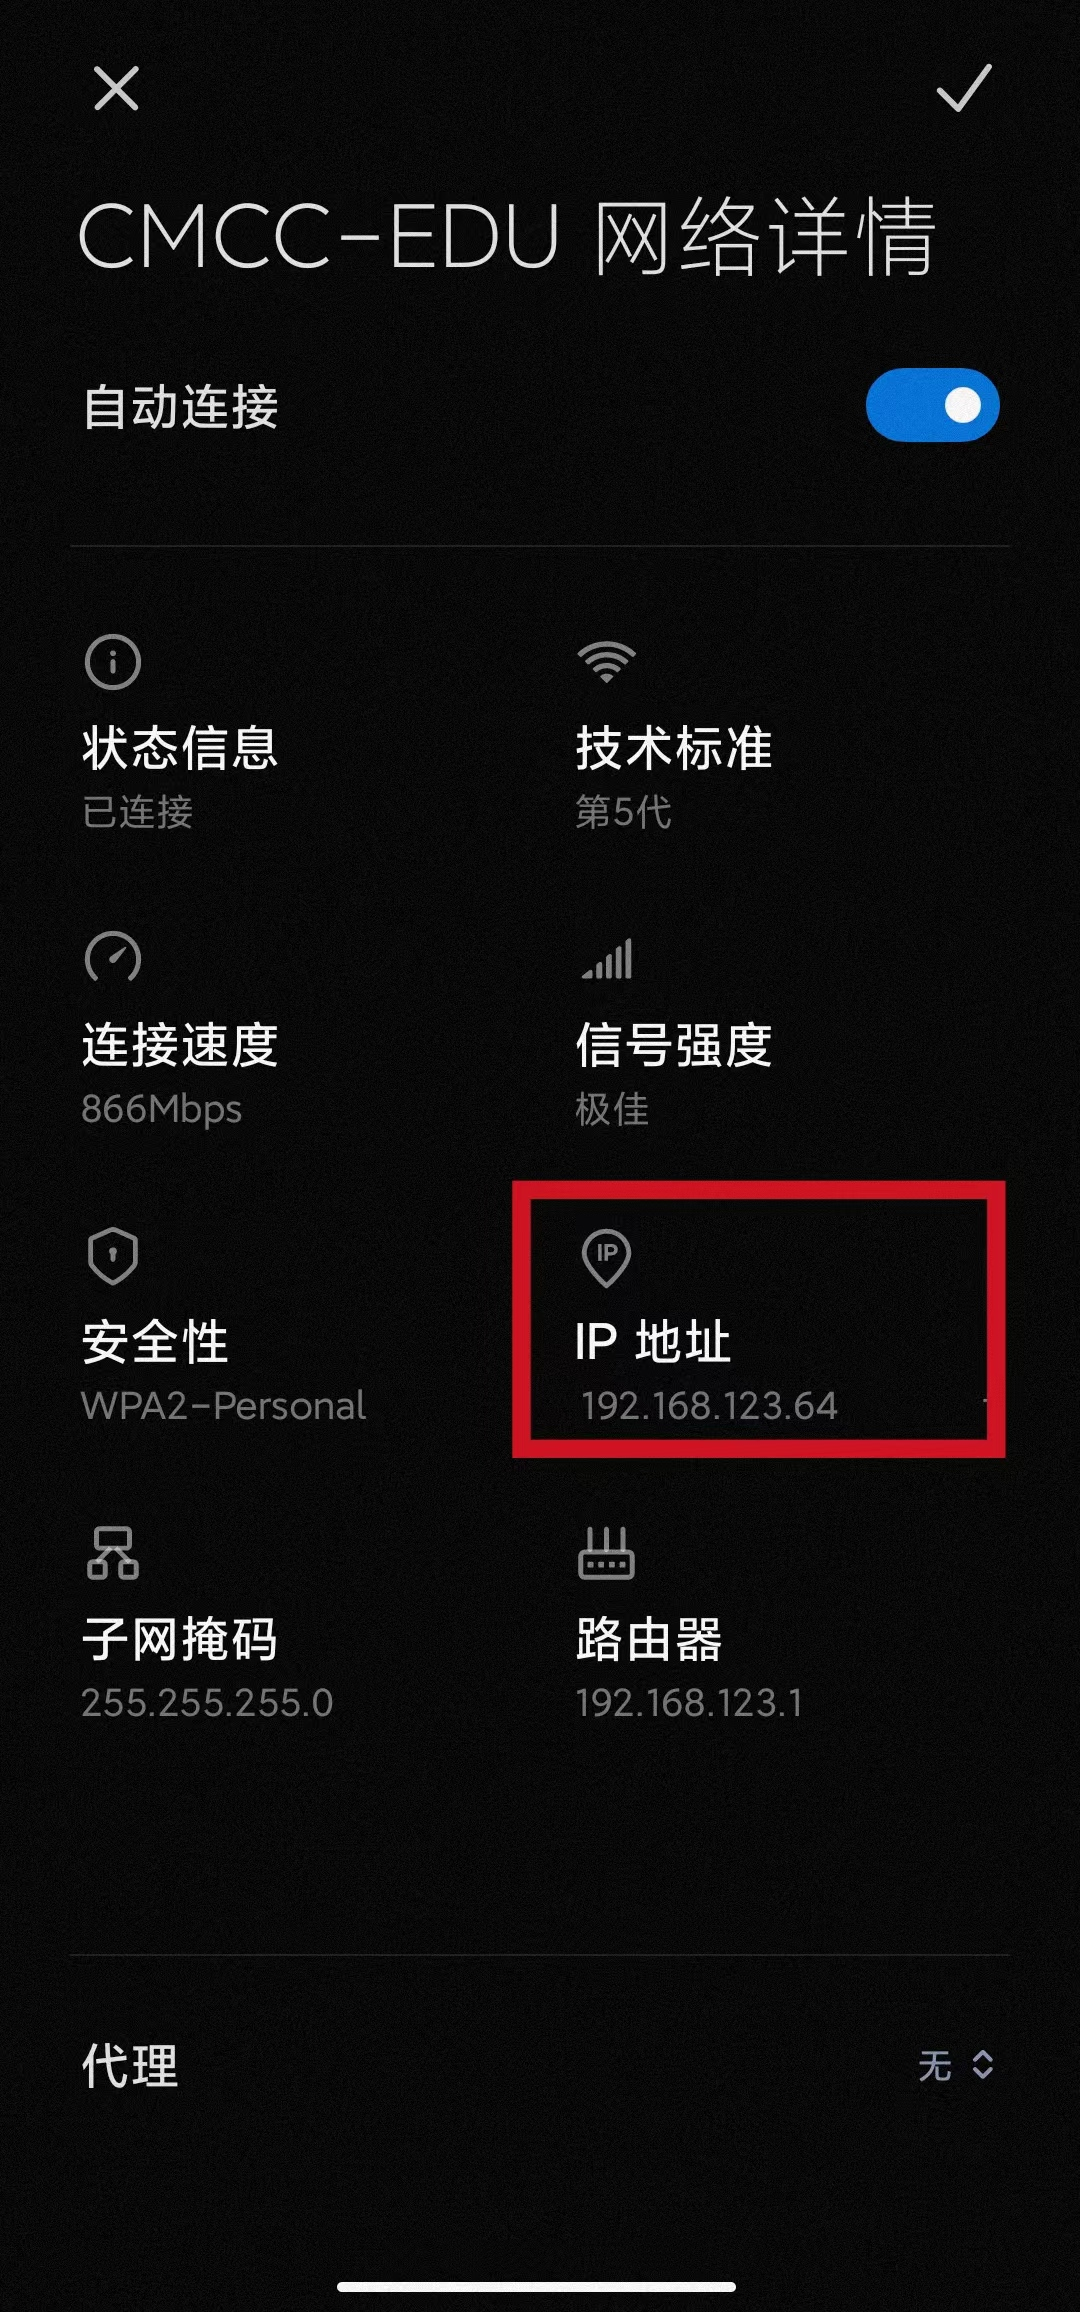 CMCC-EDU 网络详情
自动连接
状态信息
已连接
技术标准
第5代
连接速度
866Mbps
信号强度
极佳
安全性
WPA2-Personal
IP
IP 地址
192.168.123.64
子网掩码
255.255.255.0
路由器
192.168.123.1
代理
无